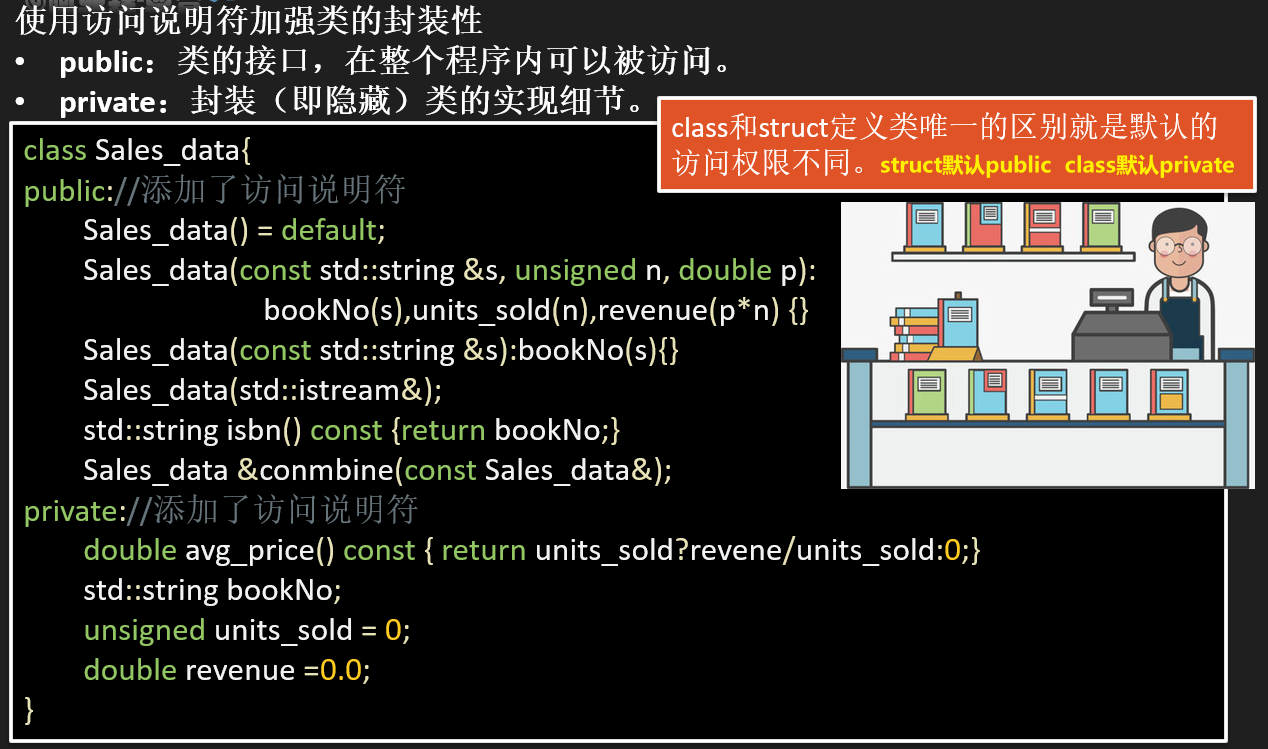 使用访问说明符加强类的封装性
• public：类的接口，在整个程序内可以被访问。
• private：封装（即隐藏）类的实现细节。
class和struct定义类唯一的区别就是默认的
访问权限不同。struct默认public class默认private
class Sales_data{
public://添加了访问说明符
Sales_data() = default;
Sales_data(const std::string &s, unsigned n, double p):
bookNo(s),units_sold(n),revenue(p*n) {}
Sales_data(const std::string &s):bookNo(s){}
Sales_data(std::istream&);
std::string isbn() const {return bookNo;}
Sales_data &conmbine(const Sales_data&);
private://添加了访问说明符
double avg_price() const { return units_sold?revene/units_sold:0;}
std::string bookNo;
unsigned units_sold = 0;
double revenue =0.0;
}